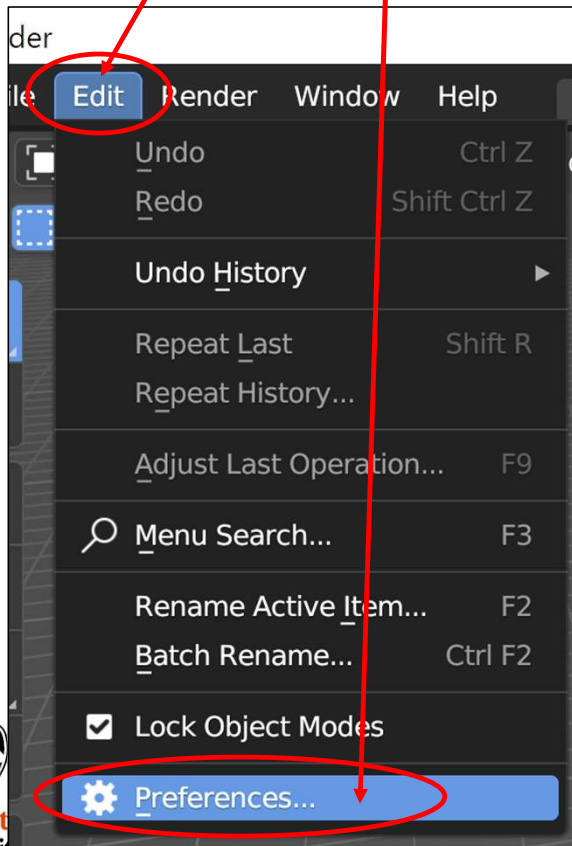 der
ile Edit Render Window Help
Undo Ctrl Z
Redo Shift Ctrl Z
Undo History
Repeat Last Shift R
Repeat History...
Adjust Last Operation... F9
Menu Search... F3
Rename Active Item... F2
Batch Rename... Ctrl F2
Lock Object Modes
Preferences...
t